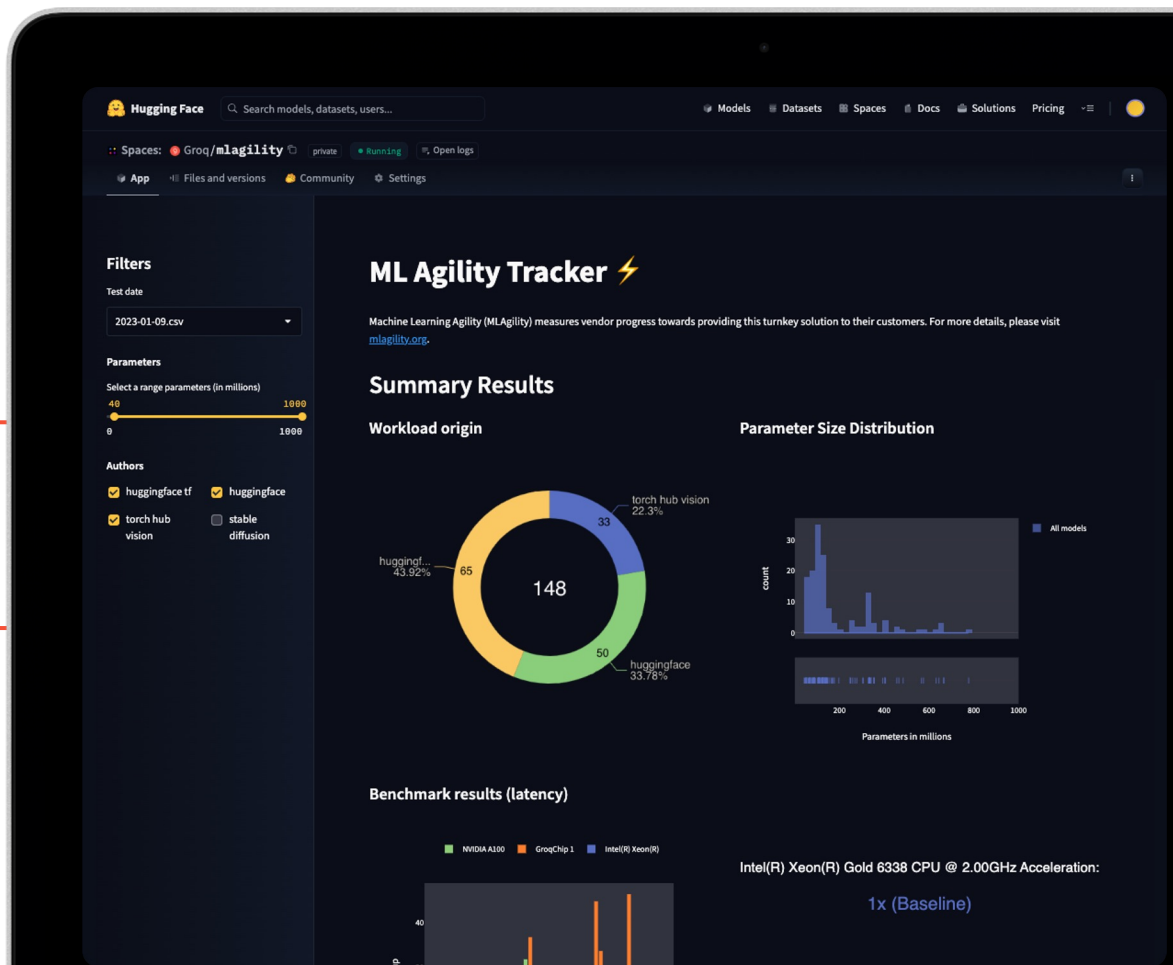 Hugging Face
Search models, datasets, users...
Models
Datasets
Spaces
Docs
Solutions
Pricing
Spaces:
Groq/mlagility
private
Running
Open logs
App
Files and versions
Community
Settings
Filters
Test date
2023-01-09.csv
Parameters
Select a range parameters (in millions)
40 1000
0 1000
Authors
huggingface tf
huggingface
torch hub
vision
stable
diffusion
ML Agility Tracker
Machine Learning Agility (MLAgility) measures vendor progress towards providing this turnkey solution to their customers. For more details, please visit
mlagility.org.
Summary Results
Workload origin
torch hub vision
22.3%
33
huggingf...
43.92%
65
148
50
huggingface
33.78%
Parameter Size Distribution
All models
count
30
20
10
0
200 400 600 800 1000
Parameters in millions
Benchmark results (latency)
NVIDIA A100
GroqChip 1
Intel(R) Xeon(R)
40
Intel(R) Xeon(R) Gold 6338 CPU @ 2.00GHz Acceleration:
1x (Baseline)